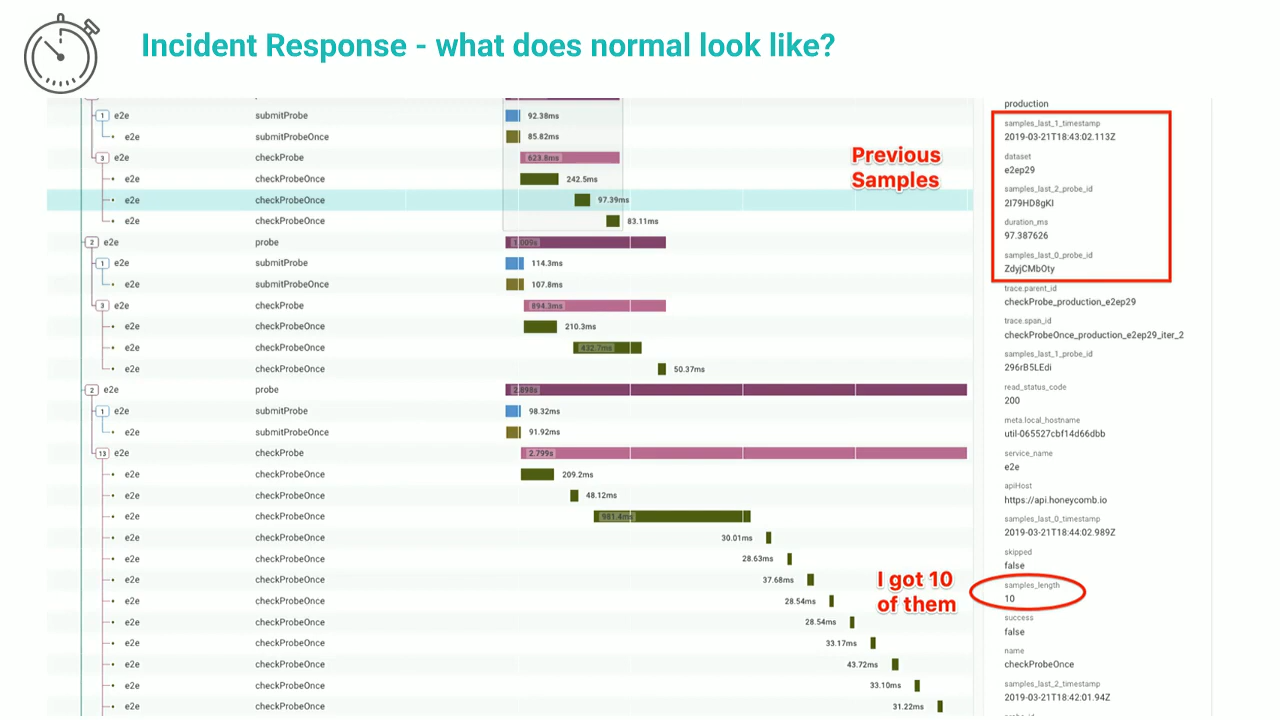 Incident Response - what does normal look like?
1 e2e submitProbe 92.38ms
e2e submitProbeOnce 85.82ms
3 e2e checkProbe 623.8ms
e2e checkProbeOnce 242.5ms
e2e checkProbeOnce 97.39ms
e2e checkProbeOnce 83.11ms
2 e2e probe 1.009s
1 e2e submitProbe 114.3ms
e2e submitProbeOnce 107.8ms
3 e2e checkProbe 894.3ms
e2e checkProbeOnce 210.3ms
e2e checkProbeOnce 432.7ms
e2e checkProbeOnce 50.37ms
2 e2e probe 2.898s
1 e2e submitProbe 98.32ms
e2e submitProbeOnce 91.92ms
13 e2e checkProbe 2.799s
e2e checkProbeOnce 209.2ms
e2e checkProbeOnce 48.12ms
e2e checkProbeOnce 981.4ms
e2e checkProbeOnce 30.01ms
e2e checkProbeOnce 28.63ms
e2e checkProbeOnce 37.68ms
e2e checkProbeOnce 28.54ms
e2e checkProbeOnce 28.54ms
e2e checkProbeOnce 33.17ms
e2e checkProbeOnce 43.72ms
e2e checkProbeOnce 33.10ms
e2e checkProbeOnce 31.22ms
Previous
Samples
I got 10
of them
production
samples_last_1_timestamp
2019-03-21T18:43:02.113Z
dataset
e2ep29
samples_last_2_probe_id
2I79HD8gKI
duration_ms
97.387626
samples_last_0_probe_id
ZdyjCMbOty
trace.parent_id
checkProbe_production_e2ep29
trace.span_id
checkProbeOnce_production_e2ep29_iter_2
samples_last_1_probe_id
296rB5LEdi
read_status_code
200
meta.local_hostname
util-065527cbf14d66dbb
service_name
e2e
apiHost
https://api.honeycomb.io
samples_last_0_timestamp
2019-03-21T18:44:02.989Z
skipped
false
samples_length
10
success
false
name
checkProbeOnce
samples_last_2_timestamp
2019-03-21T18:42:01.94Z